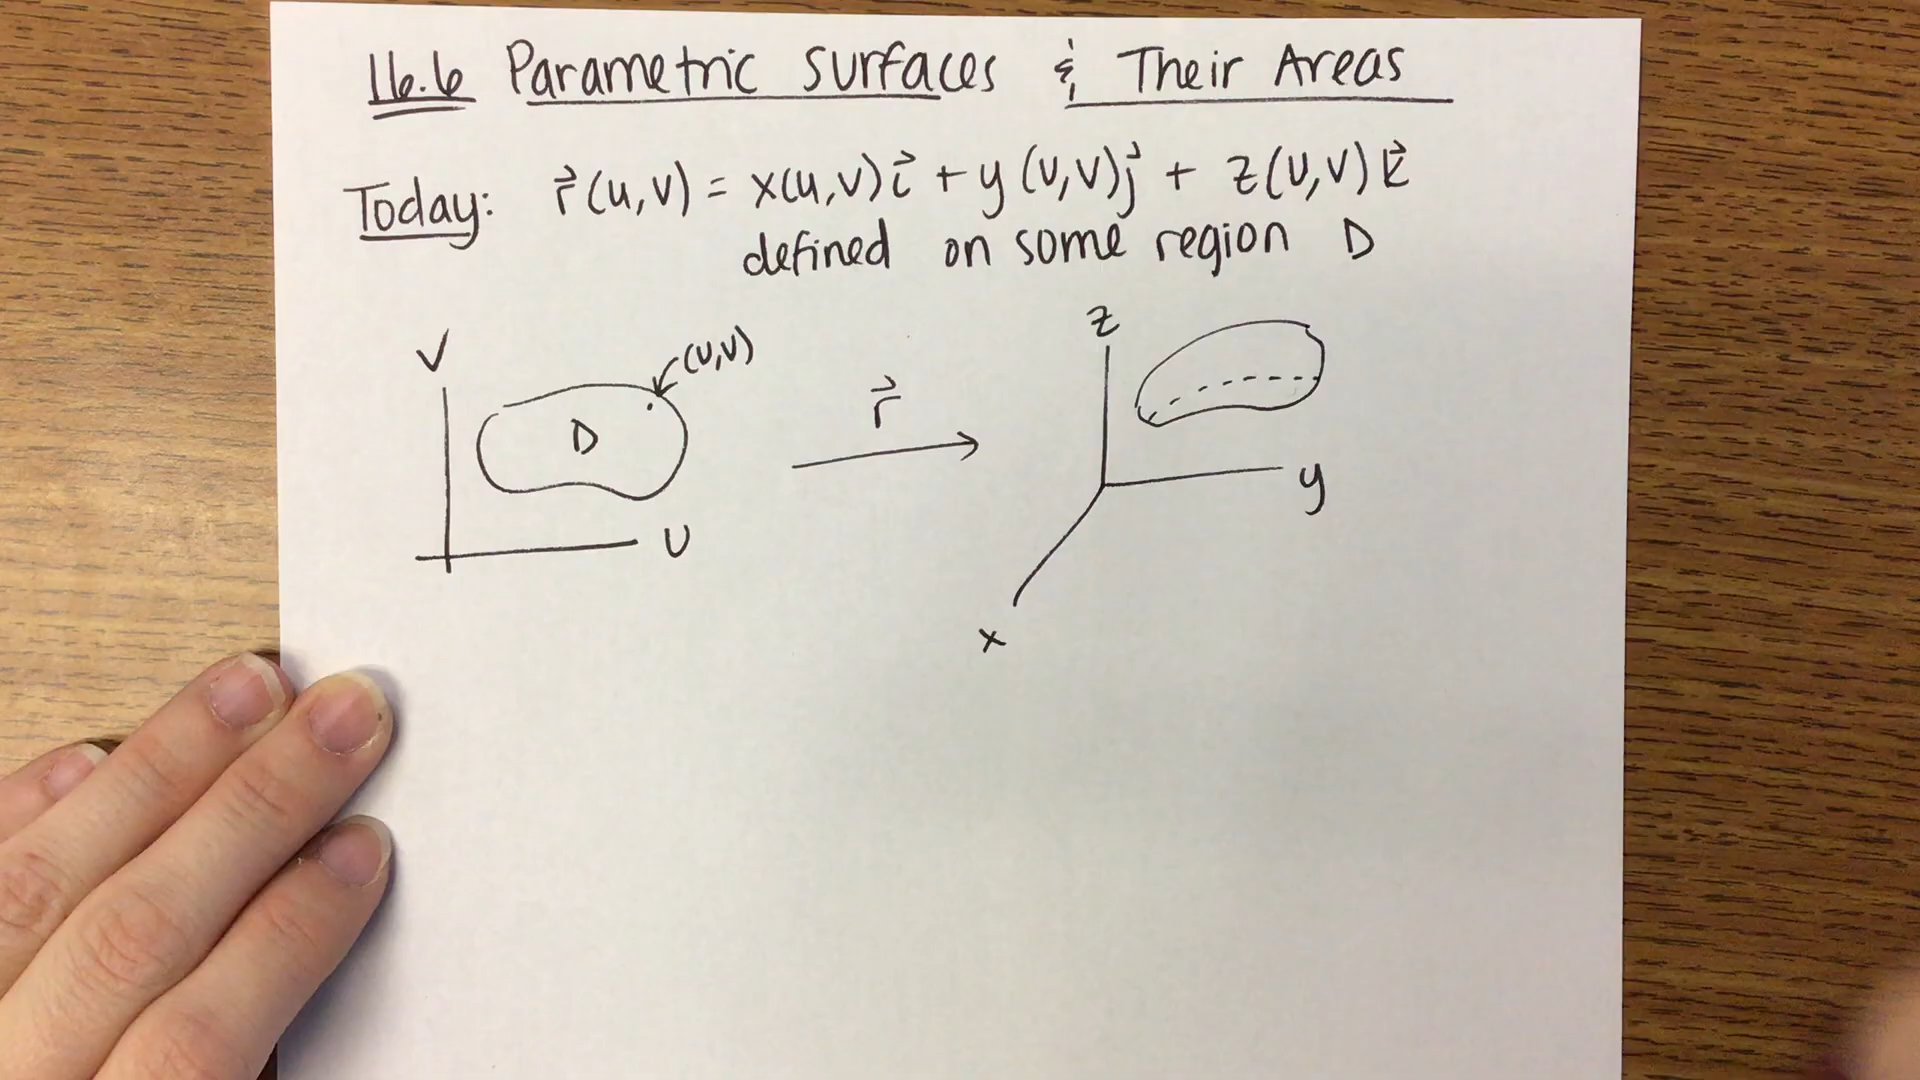 16.6 Parametric Surfaces & Their Areas
Today: r⃗(u,v) = x(u,v)i⃗ + y(u,v)j⃗ + z(u,v)k⃗
defined on some region D
V
(u,v)
D
U
r⃗
z
y
x